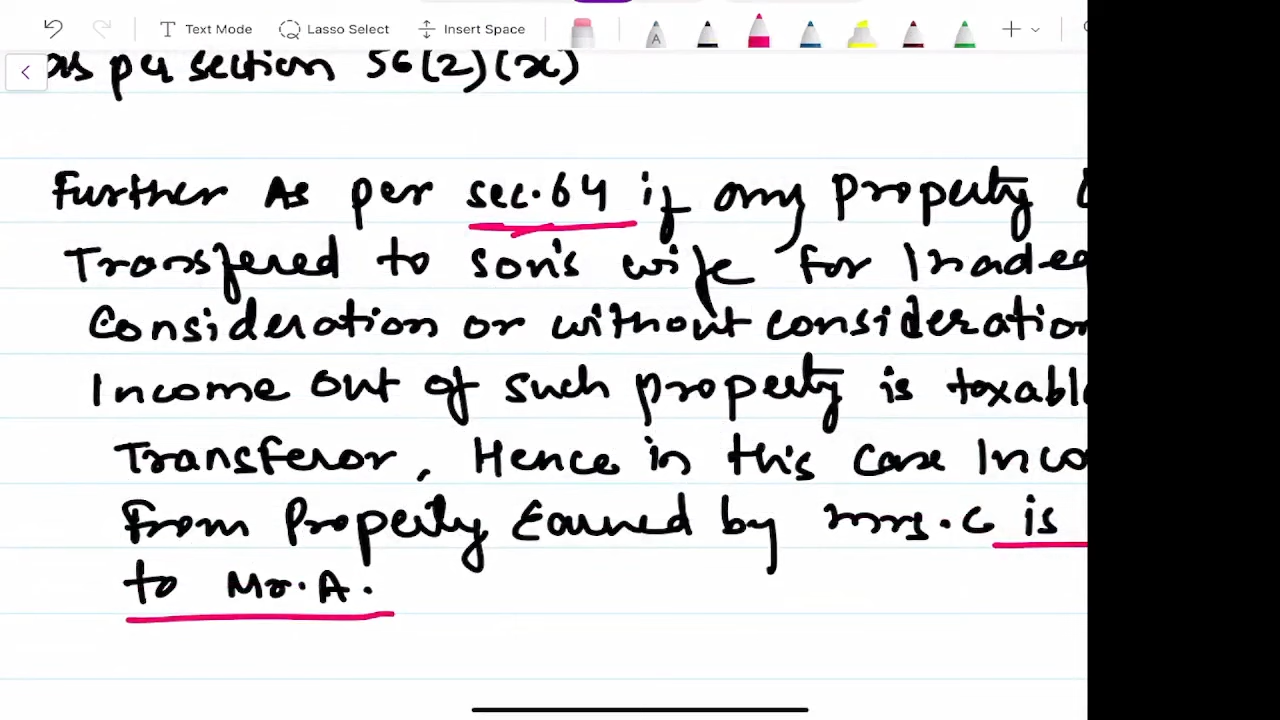 Text Mode Lasso Select Insert Space
as per section 56(2)(x)
Further As per sec. 64 if any property
Transfered to son's wife for Inadeq
Consideration or without consideration
Income out of such property is taxable
Transferor, Hence in this case Inco
From Property Earned by mrs. C is
to Mr. A.